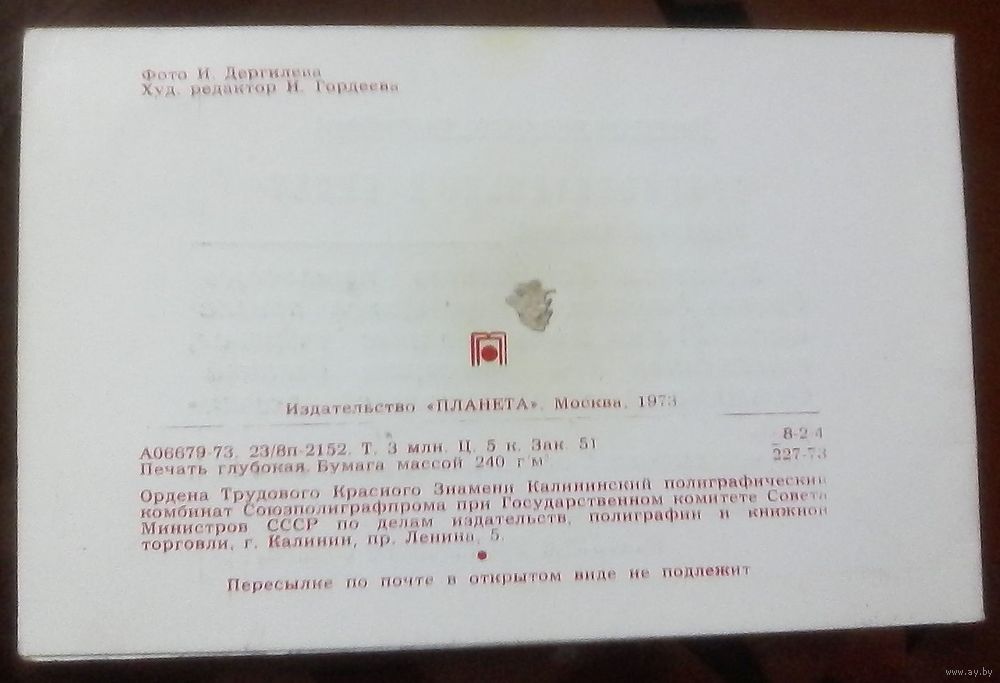 Фото И. Дергилева
Худ. редактор И. Гордеева
Издательство «ПЛАНЕТА». Москва. 1973
А06679-73. 23/8п-2152. Т. 3 млн. Ц. 5 к. Зак. 51
8-2-4
Печать глубокая. Бумага массой 240 г м²
227-73
Ордена Трудового Красного Знамени Калининский полиграфический
комбинат Союзполиграфпрома при Государственном комитете Совета
Министров СССР по делам издательств, полиграфии и книжной
торговли, г. Калинин, пр. Ленина, 5.
Пересылке по почте в открытом виде не подлежит
www.ay.by